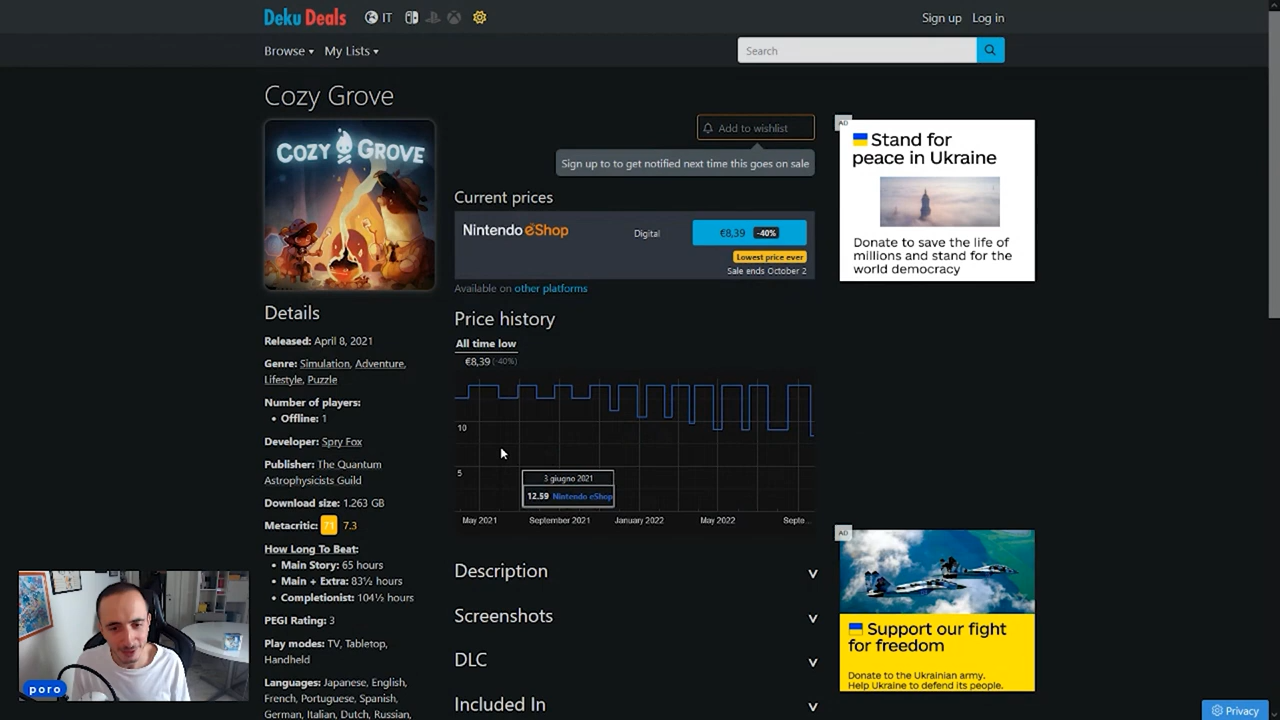 Deku Deals
IT
Sign up
Log in
Browse
My Lists
Search
Cozy Grove
COZY GROVE
Add to wishlist
Sign up to to get notified next time this goes on sale
Current prices
Nintendo eShop
Digital
€8,39 -40%
Lowest price ever
Sale ends October 2
Available on other platforms
Details
Released: April 8, 2021
Genre: Simulation, Adventure,
Lifestyle, Puzzle
Number of players:
• Offline: 1
Developer: Spry Fox
Publisher: The Quantum
Astrophysicists Guild
Download size: 1.263 GB
Metacritic: 71 7.3
How Long To Beat:
• Main Story: 65 hours
• Main + Extra: 83½ hours
• Completionist: 104½ hours
PEGI Rating: 3
Play modes: TV, Tabletop,
Handheld
Languages: Japanese, English,
French, Portuguese, Spanish,
German, Italian, Dutch, Russian,
Price history
All time low
€8,39 (-40%)
10
5
3 giugno 2021
12.59 Nintendo eShop
May 2021
September 2021
January 2022
May 2022
Septe...
Description
Screenshots
DLC
Included In
AD
Stand for
peace in Ukraine
Donate to save the life of
millions and stand for the
world democracy
AD
Support our fight
for freedom
Donate to the Ukrainian army.
Help Ukraine to defend its people.
Privacy
poro